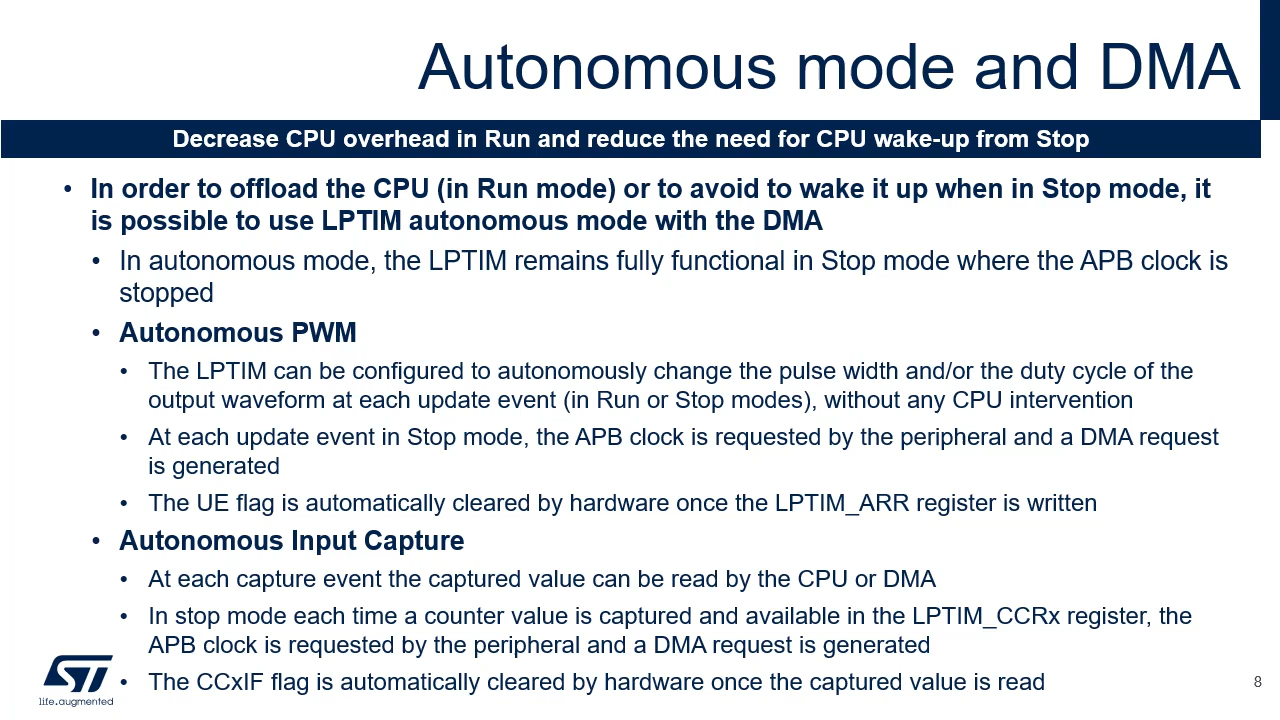 Autonomous mode and DMA
Decrease CPU overhead in Run and reduce the need for CPU wake-up from Stop
• In order to offload the CPU (in Run mode) or to avoid to wake it up when in Stop mode, it
is possible to use LPTIM autonomous mode with the DMA
• In autonomous mode, the LPTIM remains fully functional in Stop mode where the APB clock is
stopped
• Autonomous PWM
• The LPTIM can be configured to autonomously change the pulse width and/or the duty cycle of the
output waveform at each update event (in Run or Stop modes), without any CPU intervention
• At each update event in Stop mode, the APB clock is requested by the peripheral and a DMA request
is generated
• The UE flag is automatically cleared by hardware once the LPTIM_ARR register is written
• Autonomous Input Capture
• At each capture event the captured value can be read by the CPU or DMA
• In stop mode each time a counter value is captured and available in the LPTIM_CCRx register, the
APB clock is requested by the peripheral and a DMA request is generated
• The CCxIF flag is automatically cleared by hardware once the captured value is read
ST
life.augmented
8